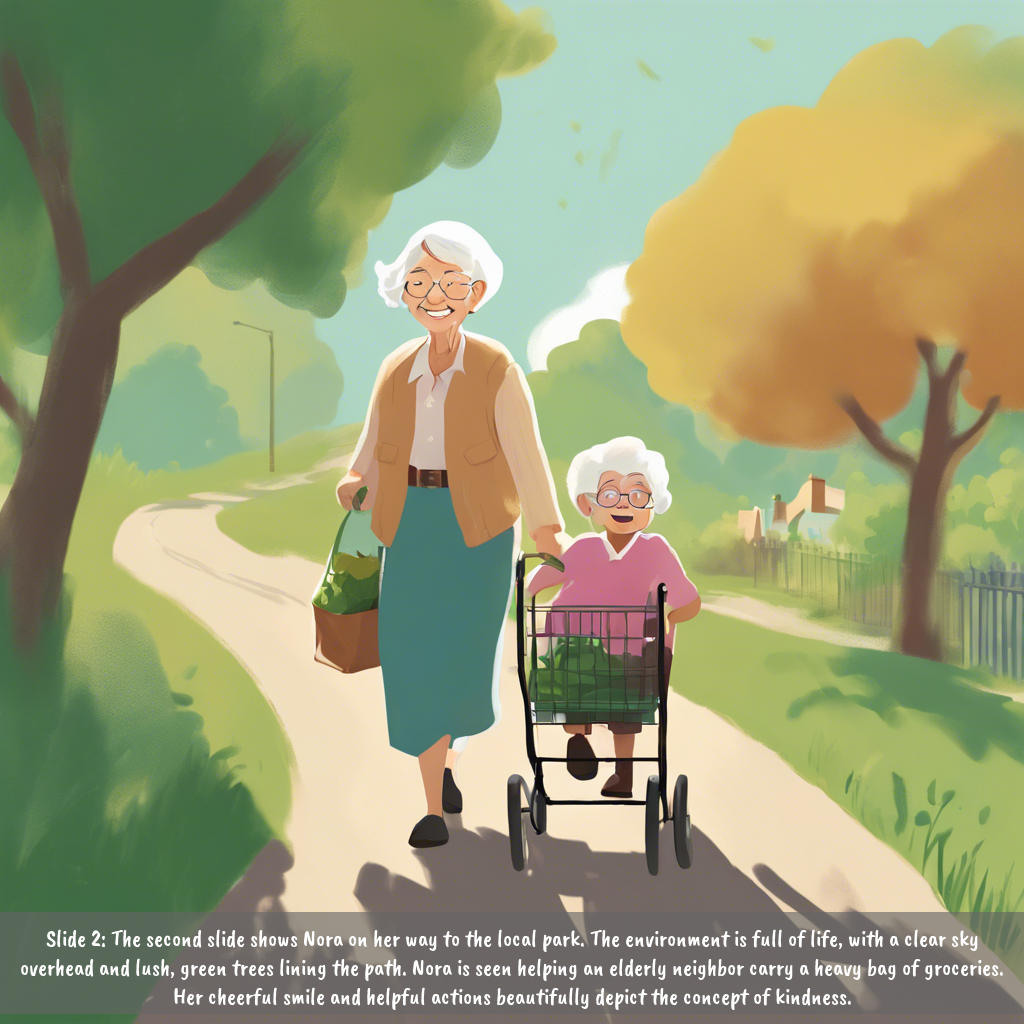 Slide 2: The second slide shows Nora on her way to the local park. The environment is full of life, with a clear sky
overhead and lush, green trees lining the path. Nora is seen helping an elderly neighbor carry a heavy bag of groceries.
Her cheerful smile and helpful actions beautifully depict the concept of kindness.